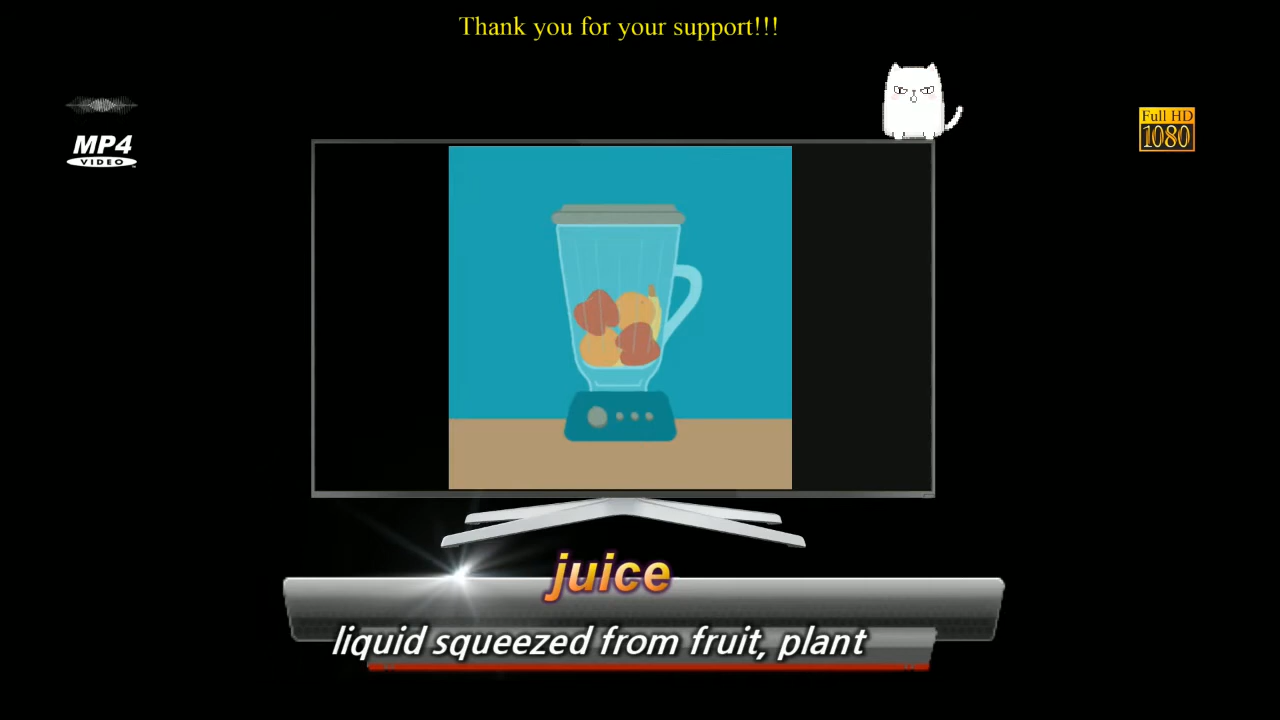 Thank you for your support!!!
MP4
VIDEO
Full HD
1080
juice
liquid squeezed from fruit, plant